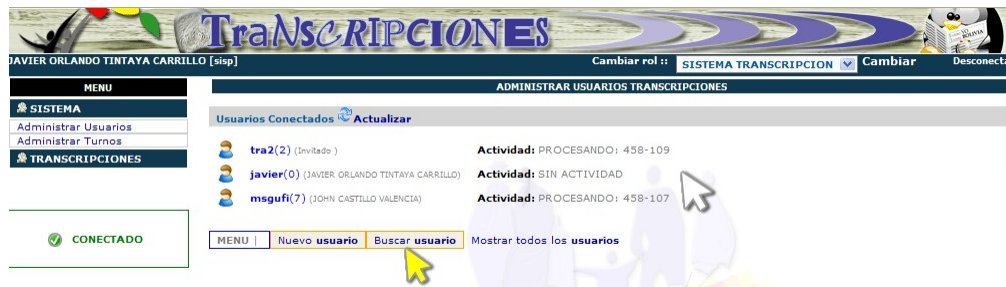 TraNsCRIPCIONES
BOLIVIA
JAVIER ORLANDO TINTAYA CARRILLO [sisp]
Cambiar rol :: SISTEMA TRANSCRIPCION Cambiar Desconecta
MENU
ADMINISTRAR USUARIOS TRANSCRIPCIONES
SISTEMA
Administrar Usuarios
Administrar Turnos
TRANSCRIPCIONES
CONECTADO
Usuarios Conectados Actualizar
tra2(2) (Invitado ) Actividad: PROCESANDO: 458-109
javier(0) (JAVIER ORLANDO TINTAYA CARRILLO) Actividad: SIN ACTIVIDAD
msgufi(7) (JOHN CASTILLO VALENCIA) Actividad: PROCESANDO: 458-107
MENU | Nuevo usuario Buscar usuario Mostrar todos los usuarios